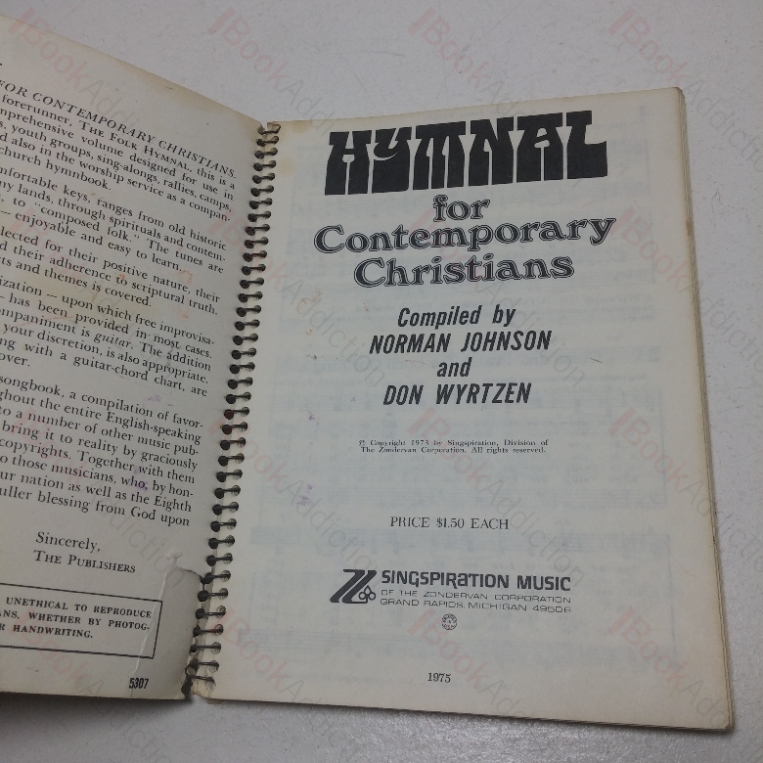 FOR CONTEMPORARY CHRISTIANS.
forerunner, THE FOLK HYMNAL, this is a
comprehensive volume designed for use in
youth groups, sing-alongs, rallies, camps,
also in the worship service as a compan-
church hymnbook.
comfortable keys, ranges from old historic
many lands, through spirituals and contem-
to "composed folk." The tunes are
— enjoyable and easy to learn.
selected for their positive nature, their
and their adherence to scriptural truth.
and themes is covered.
— upon which free improvisa-
— has been provided in most cases.
accompaniment is guitar. The addition
your discretion, is also appropriate.
along with a guitar-chord chart, are
songbook, a compilation of favor-
throughout the entire English-speaking
to a number of other music pub-
bring it to reality by graciously
copyrights. Together with them
to those musicians, who, by hon-
our nation as well as the Eighth
fuller blessing from God upon
Sincerely,
THE PUBLISHERS
UNETHICAL TO REPRODUCE
WHETHER BY PHOTOG-
HANDWRITING.
5307
HYMNAL
for
Contemporary
Christians
Compiled by
NORMAN JOHNSON
and
DON WYRTZEN
© Copyright 1973 by Singspiration, Division of
The Zondervan Corporation. All rights reserved.
PRICE $1.50 EACH
SINGSPIRATION MUSIC
OF THE ZONDERVAN CORPORATION
GRAND RAPIDS, MICHIGAN 49506
1975
BookAddiction